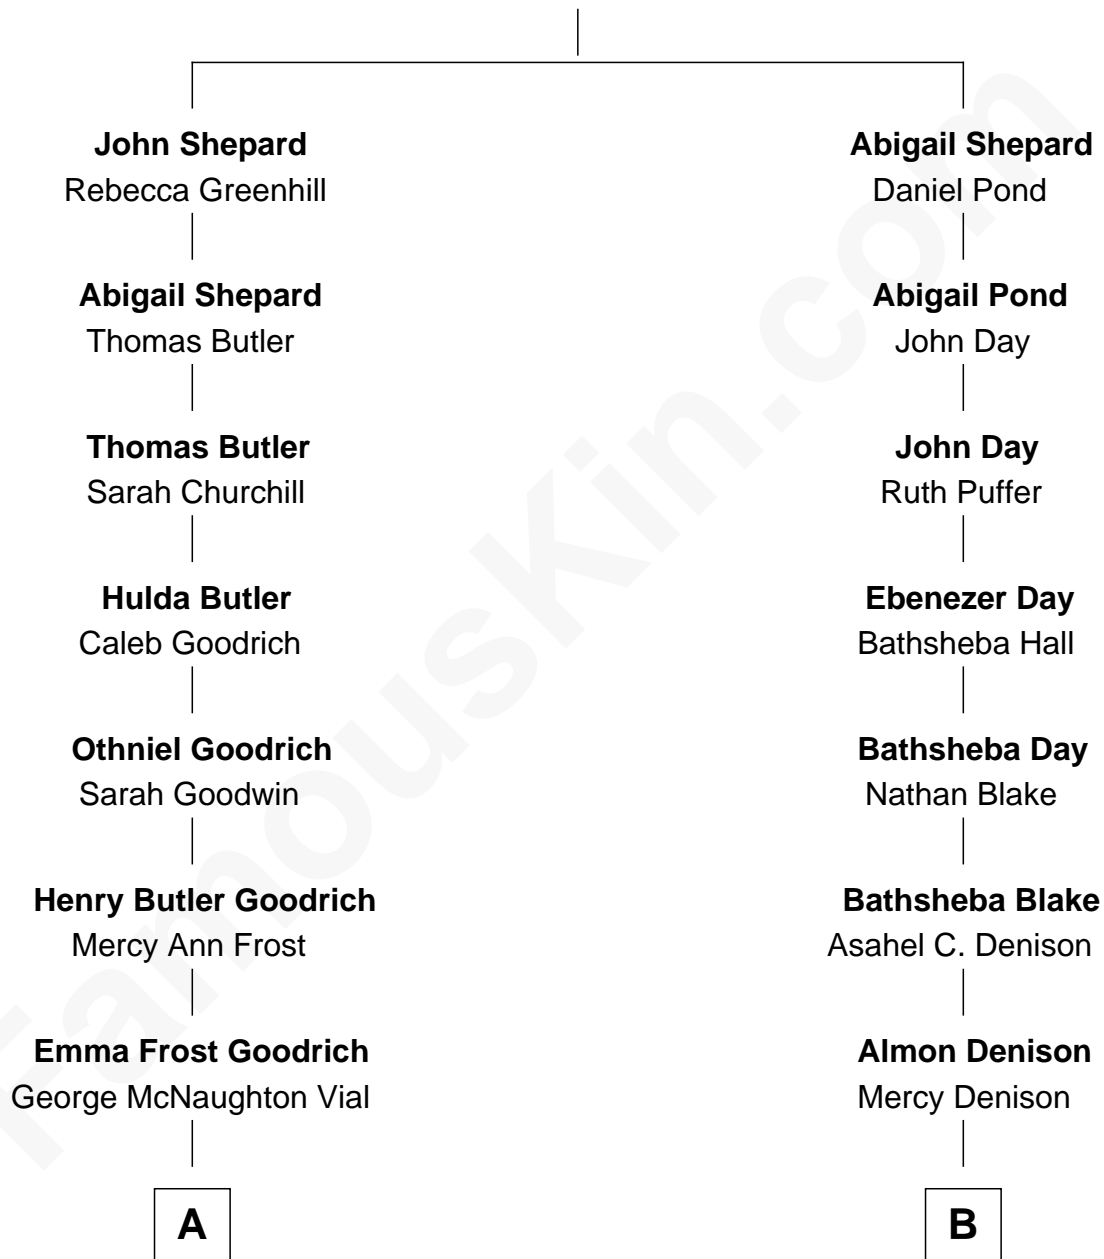 John Shepard
Rebecca Greenhill
Abigail Shepard
Thomas Butler
Thomas Butler
Sarah Churchill
Hulda Butler
Caleb Goodrich
Othniel Goodrich
Sarah Goodwin
Henry Butler Goodrich
Mercy Ann Frost
Emma Frost Goodrich
George McNaughton Vial
A
Abigail Shepard
Daniel Pond
Abigail Pond
John Day
John Day
Ruth Puffer
Ebenezer Day
Bathsheba Hall
Bathsheba Day
Nathan Blake
Bathsheba Blake
Asahel C. Denison
Almon Denison
Mercy Denison
B
FamousKin.com